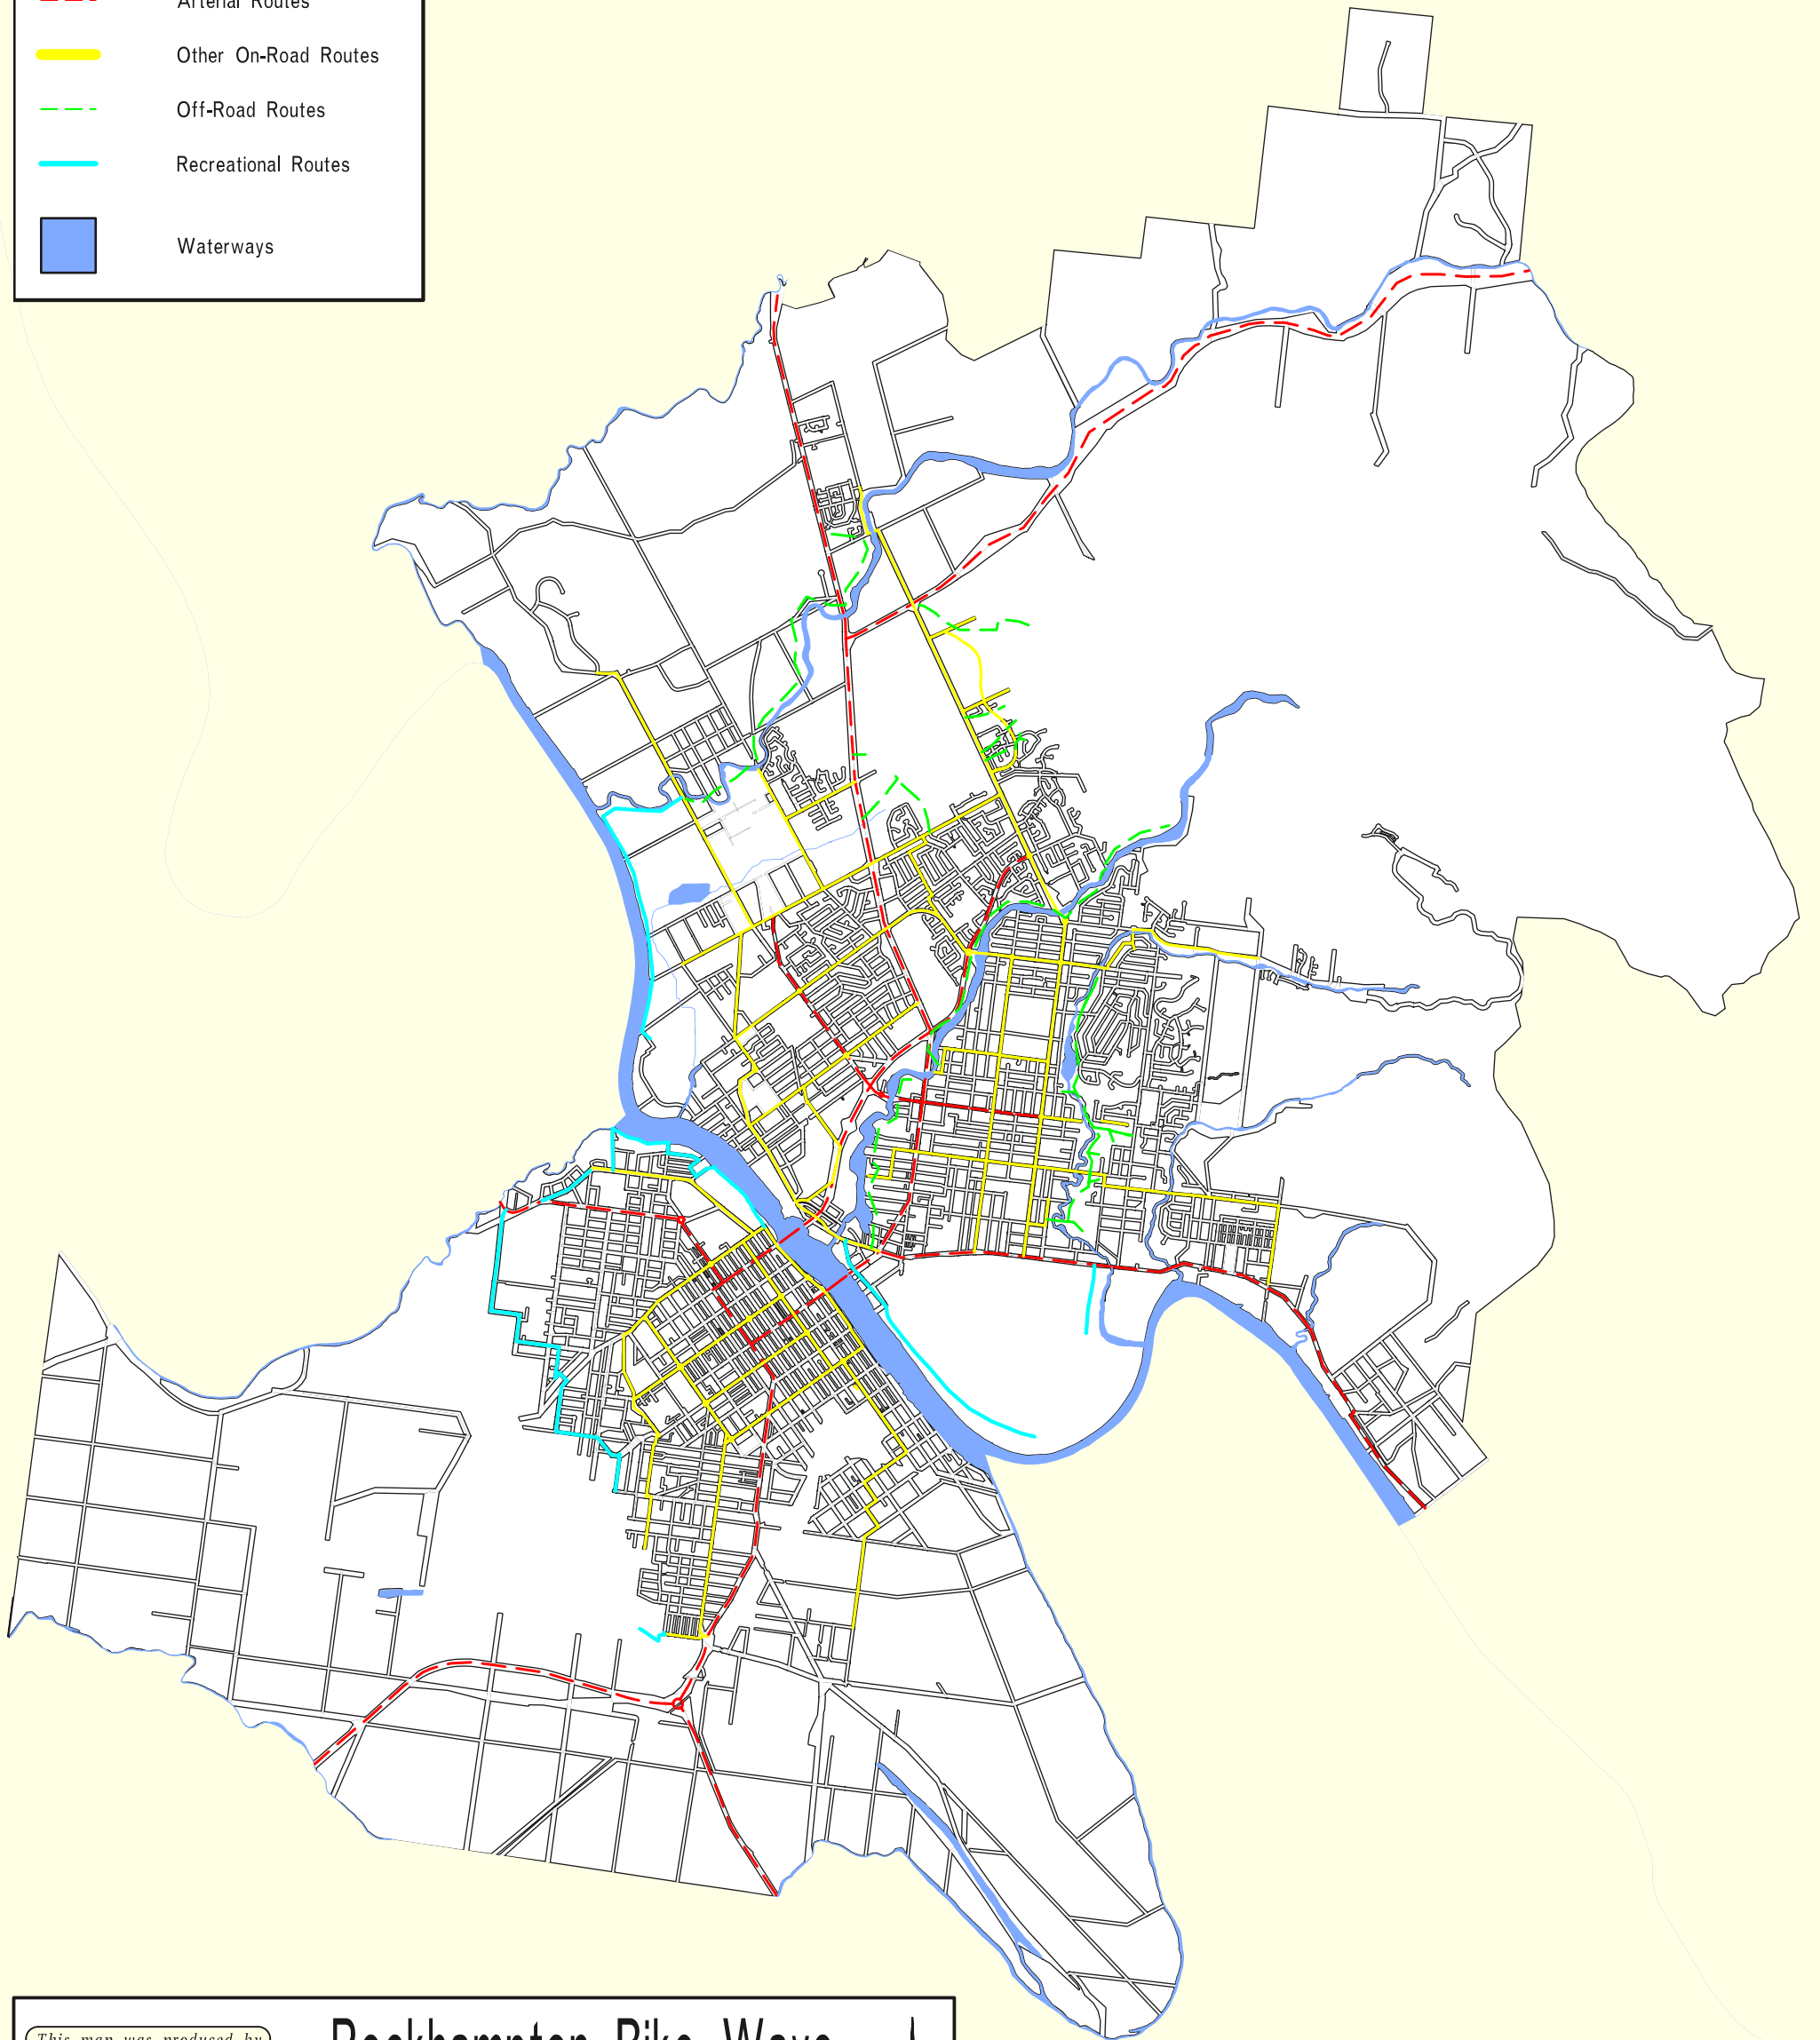 Arterial Routes
Other On-Road Routes
Off-Road Routes
Recreational Routes
Waterways
This map was produced by
Rockhampton Bike Ways